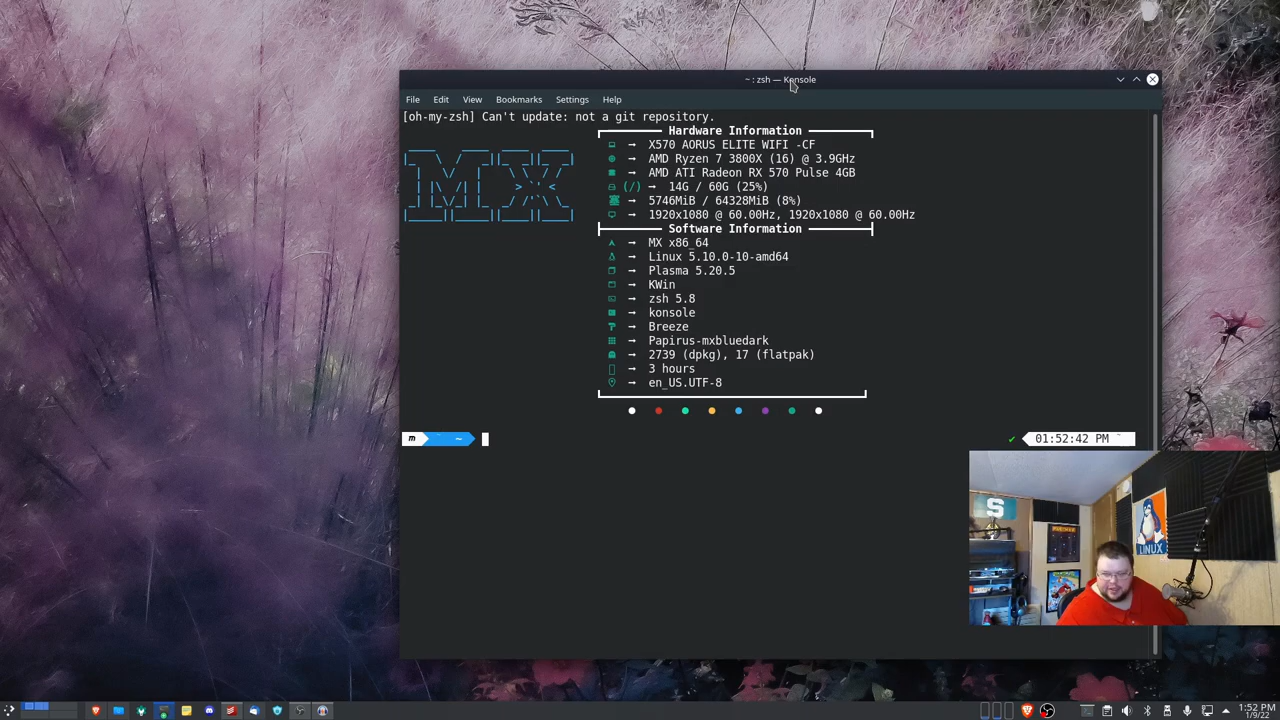 ~ : zsh — Konsole
File Edit View Bookmarks Settings Help
[oh-my-zsh] Can't update: not a git repository.
Hardware Information
X570 AORUS ELITE WIFI -CF
AMD Ryzen 7 3800X (16) @ 3.9GHz
AMD ATI Radeon RX 570 Pulse 4GB
(/) → 14G / 60G (25%)
5746MiB / 64328MiB (8%)
1920x1080 @ 60.00Hz, 1920x1080 @ 60.00Hz
Software Information
MX x86_64
Linux 5.10.0-10-amd64
Plasma 5.20.5
KWin
zsh 5.8
konsole
Breeze
Papirus-mxbluedark
2739 (dpkg), 17 (flatpak)
3 hours
en_US.UTF-8
~ ✔ 01:52:42 PM
S
LINUX
1:52 PM
1/9/22